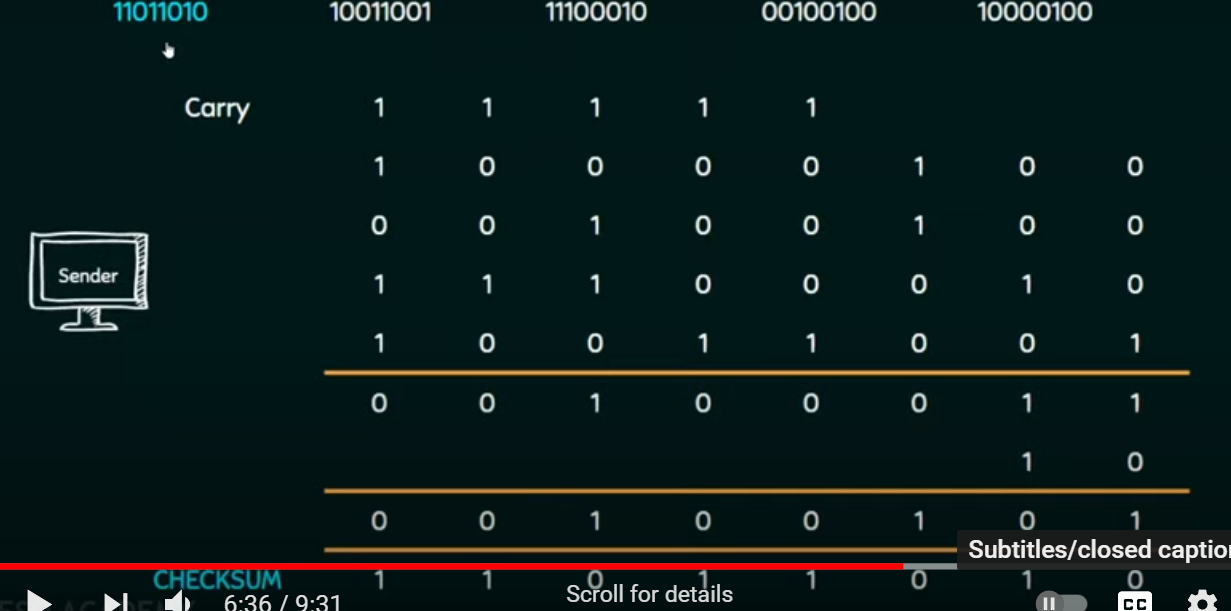 11011010 10011001 11100010 00100100 10000100
Carry 1 1 1 1 1
1 0 0 0 0 1 0 0
0 0 1 0 0 1 0 0
Sender
1 1 1 0 0 0 1 0
1 0 0 1 1 0 0 1
0 0 1 0 0 0 1 1
1 0
0 0 1 0 0 1 0 1
Subtitles/closed caption
CHECKSUM 1 1 0 1 1 0 1 0
Scroll for details
6:36 / 9:31
CC